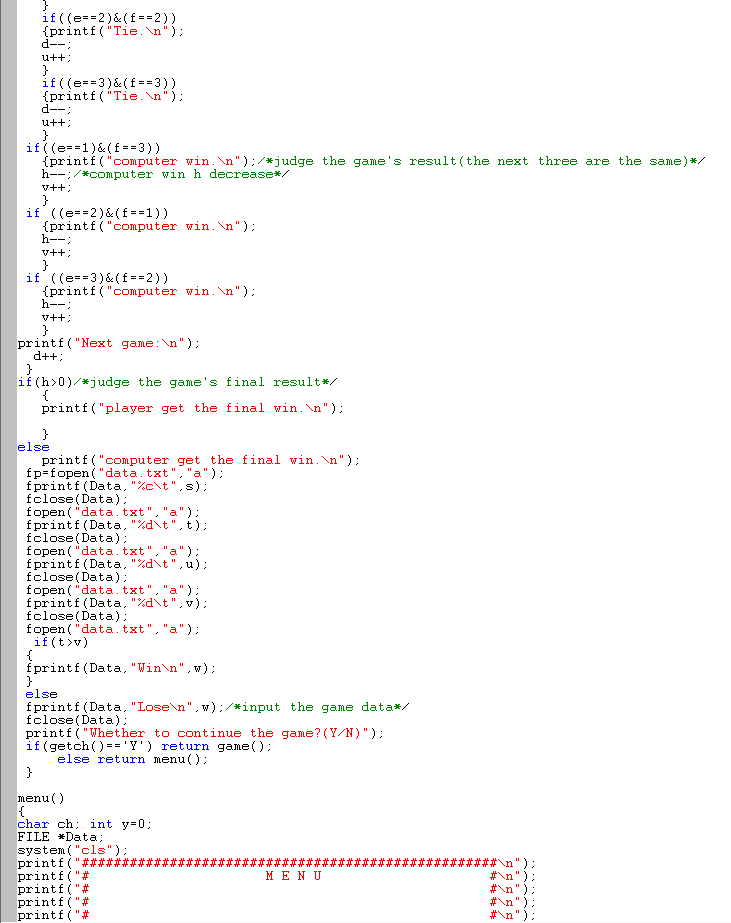 }
if((e==2)&(f==2))
{printf("Tie.\n");
d--;
u++;
}
if((e==3)&(f==3))
{printf("Tie.\n");
d--;
u++;
}
if((e==1)&(f==3))
{printf("computer win.\n");/*judge the game's result(the next three are the same)*/
h--;/*computer win h decrease*/
v++;
}
if ((e==2)&(f==1))
{printf("computer win.\n");
h--;
v++;
}
if ((e==3)&(f==2))
{printf("computer win.\n");
h--;
v++;
}
printf("Next game:\n");
d++;
}
if(h>0)/*judge the game's final result*/
{
printf("player get the final win.\n");
}
else
printf("computer get the final win.\n");
fp=fopen("data.txt","a");
fprintf(Data,"%c\t",s);
fclose(Data);
fopen("data.txt","a");
fprintf(Data,"%d\t",t);
fclose(Data);
fopen("data.txt","a");
fprintf(Data,"%d\t",u);
fclose(Data);
fopen("data.txt","a");
fprintf(Data,"%d\t",v);
fclose(Data);
fopen("data.txt","a");
if(t>v)
{
fprintf(Data,"Win\n",w);
}
else
fprintf(Data,"Lose\n",w);/*input the game data*/
fclose(Data);
printf("Whether to continue the game?(Y/N)");
if(getch()=='Y') return game();
else return menu();
}
menu()
{
char ch; int y=0;
FILE *Data;
system("cls");
printf("####################################################\n");
printf("#                      M E N U                     #\n");
printf("#                                                  #\n");
printf("#                                                  #\n");
printf("#                                                  #\n");